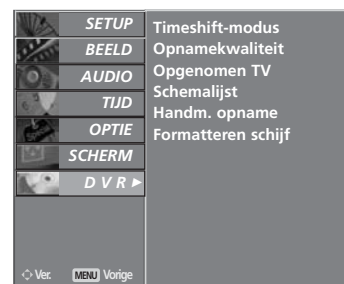 SETUP
BEELD
AUDIO
TIJD
OPTIE
SCHERM
D V R ►
Timeshift-modus
Opnamekwaliteit
Opgenomen TV
Schemalijst
Handm. opname
Formatteren schijf
Ver. MENU Vorige